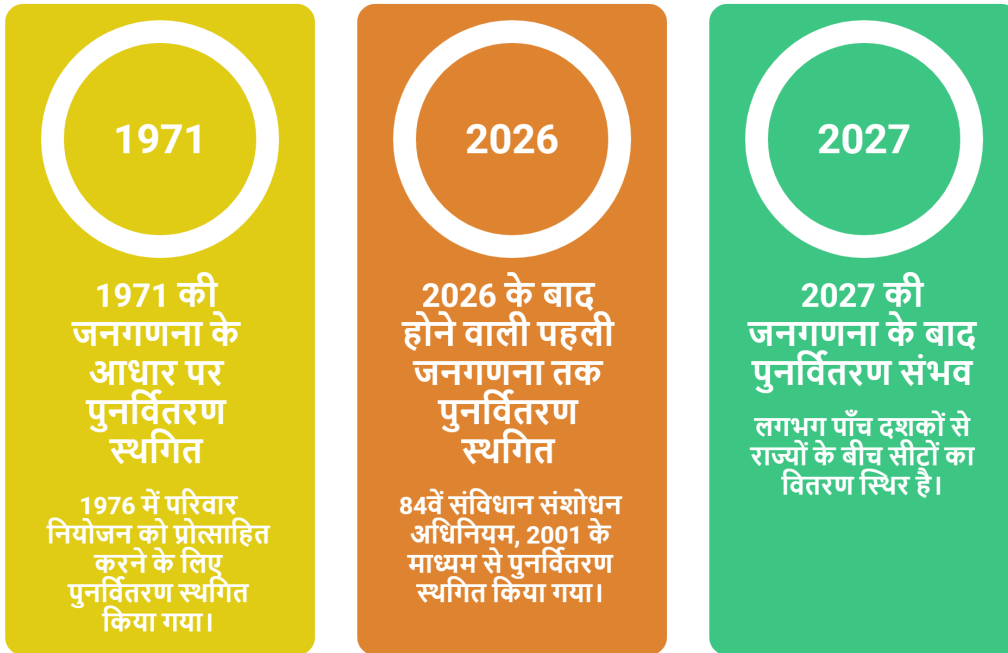 1971
1971 की
जनगणना के
आधार पर
पुनर्वितरण
स्थगित
1976 में परिवार
नियोजन को प्रोत्साहित
करने के लिए
पुनर्वितरण स्थगित
किया गया।
2026
2026 के बाद
होने वाली पहली
जनगणना तक
पुनर्वितरण
स्थगित
84वें संविधान संशोधन
अधिनियम, 2001 के
माध्यम से पुनर्वितरण
स्थगित किया गया।
2027
2027 की
जनगणना के बाद
पुनर्वितरण संभव
लगभग पाँच दशकों से
राज्यों के बीच सीटों का
वितरण स्थिर है।